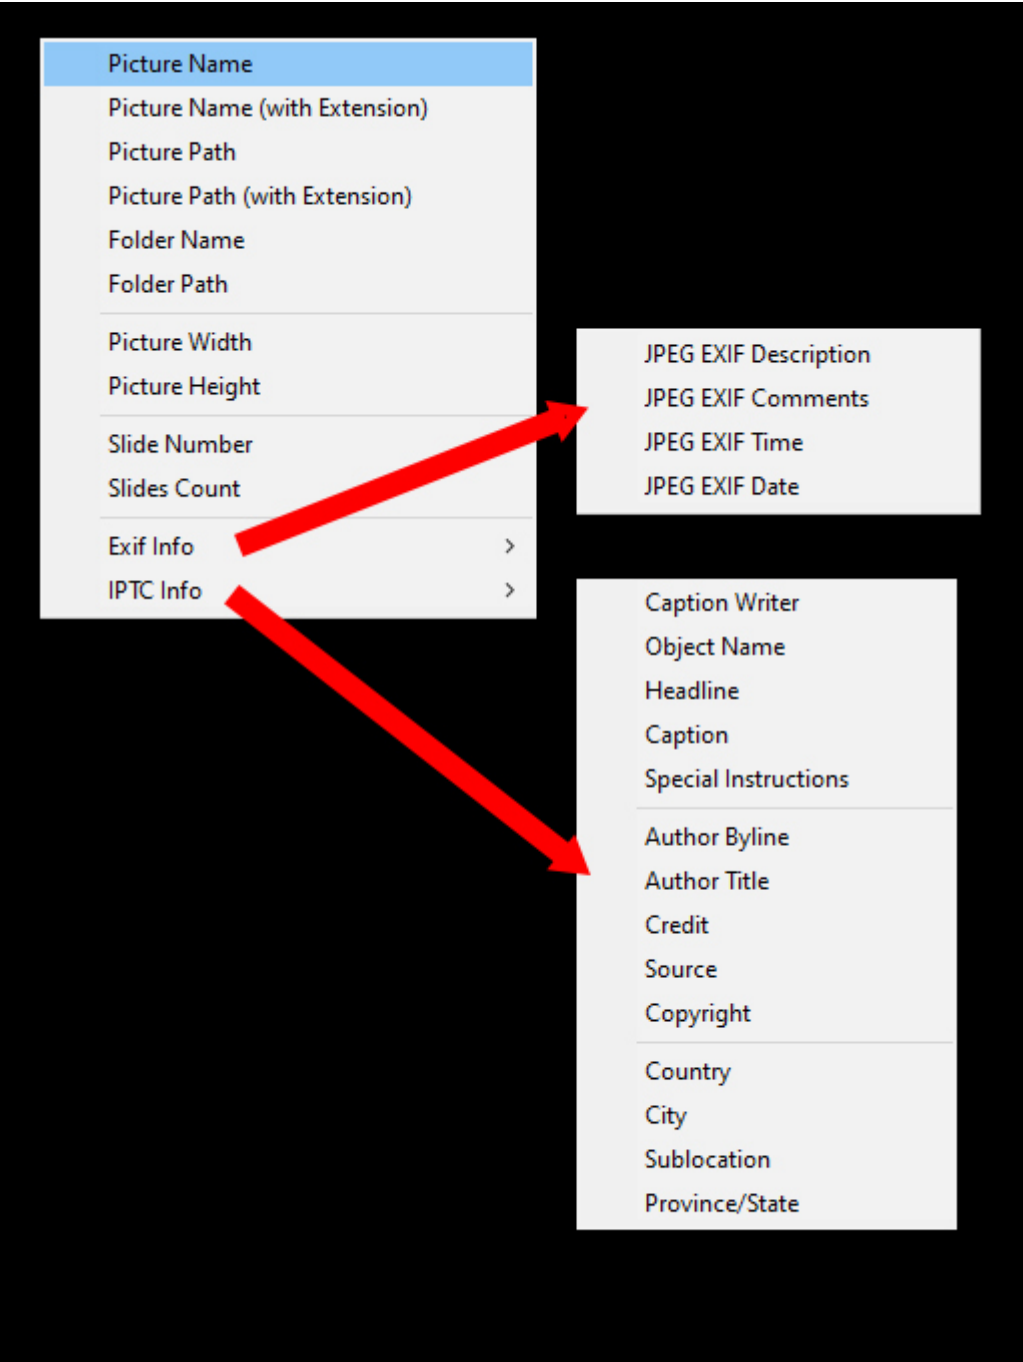 Picture Name
Picture Name (with Extension)
Picture Path
Picture Path (with Extension)
Folder Name
Folder Path
Picture Width
Picture Height
Slide Number
Slides Count
Exif Info
IPTC Info
JPEG EXIF Description
JPEG EXIF Comments
JPEG EXIF Time
JPEG EXIF Date
Caption Writer
Object Name
Headline
Caption
Special Instructions
Author Byline
Author Title
Credit
Source
Copyright
Country
City
Sublocation
Province/State